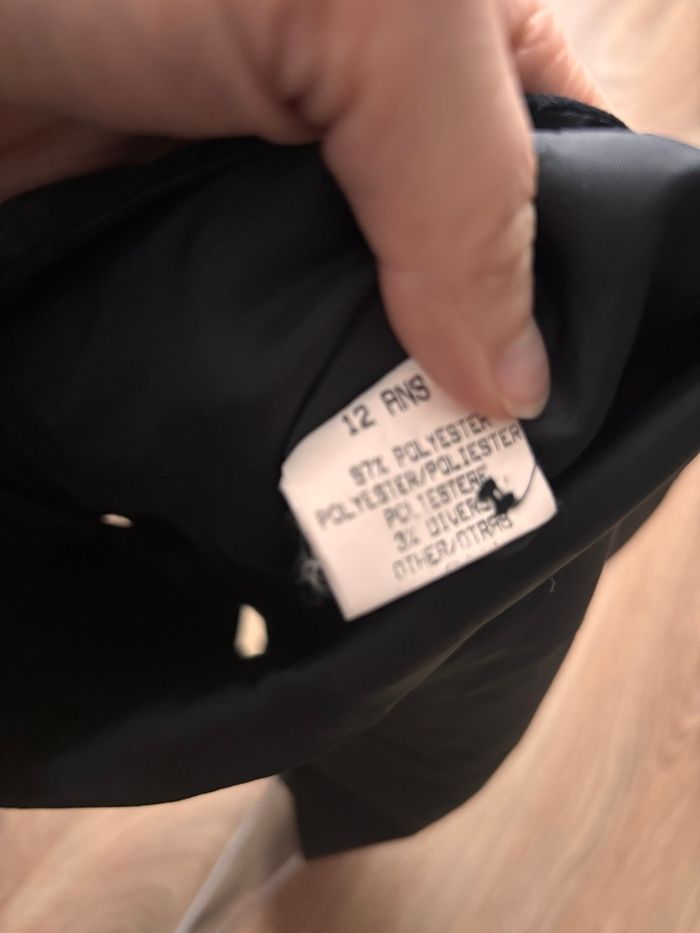 12 ANS
97% POLYESTER
POLYESTER/POLIESTER
POLIESTERE
3% DIVERS
OTHER/OTRAS